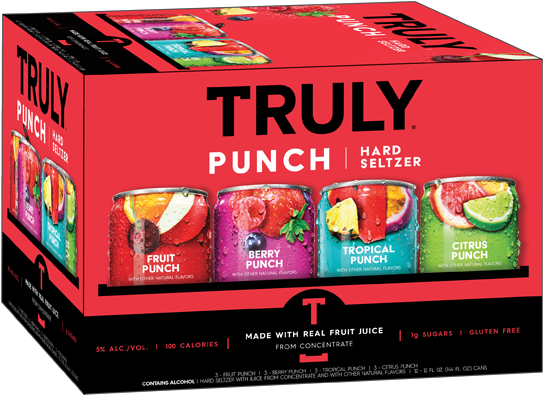 TRULY
HARD
SELTZER
TRULY
PUNCH | HARD
SELTZER
FRUIT
PUNCH
WITH OTHER NATURAL FLAVORS
BERRY
PUNCH
WITH OTHER NATURAL FLAVORS
TROPICAL
PUNCH
WITH OTHER NATURAL FLAVORS
CITRUS
PUNCH
WITH OTHER NATURAL FLAVORS
TRULY
PUNCH
HARD
SELTZER
T
5% ALC./VOL. | 100 CALORIES
MADE WITH REAL FRUIT JUICE
FROM CONCENTRATE
1g SUGARS | GLUTEN FREE
3 - FRUIT PUNCH | 3 - BERRY PUNCH | 3 - TROPICAL PUNCH | 3 - CITRUS PUNCH
CONTAINS ALCOHOL | HARD SELTZER WITH JUICE FROM CONCENTRATE AND WITH OTHER NATURAL FLAVORS | 12 - 12 FL OZ (144 FL OZ) CANS